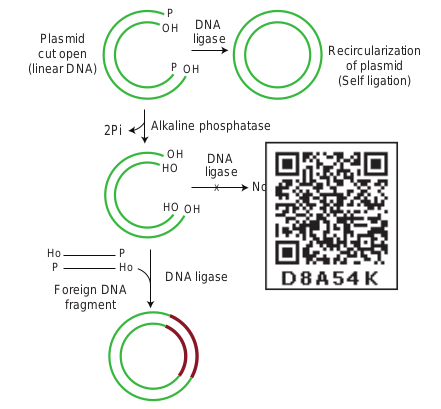 P
OH
DNA
ligase
Plasmid
cut open
(linear DNA)
P OH
Recircularization
of plasmid
(Self ligation)
2Pi
Alkaline phosphatase
OH
HO
DNA
ligase
x
HO OH
D8A54K
Ho P
P Ho
DNA ligase
Foreign DNA
fragment